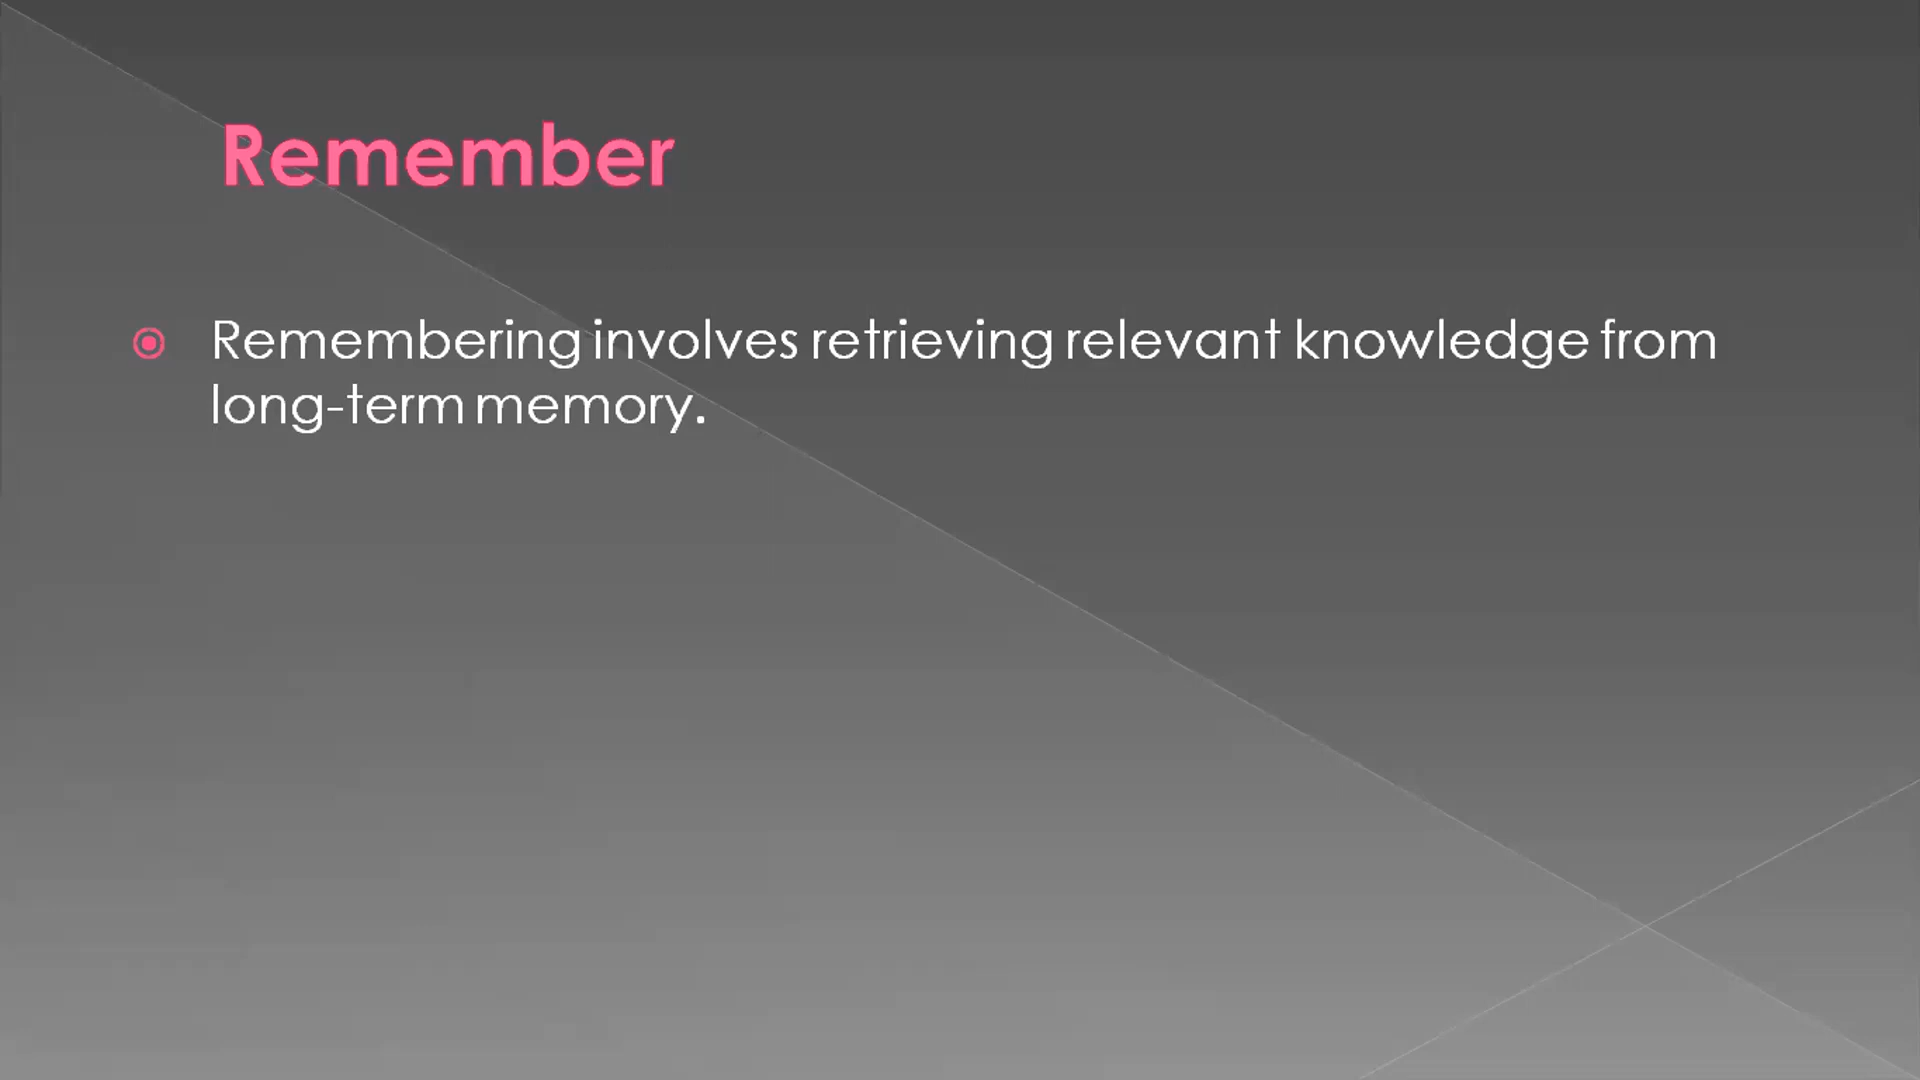 Remember
Remembering involves retrieving relevant knowledge from
long-term memory.